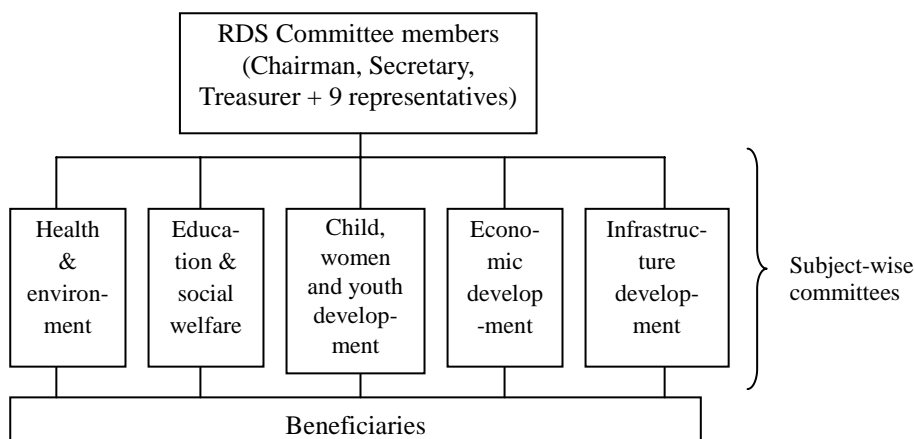 RDS Committee members
(Chairman, Secretary,
Treasurer + 9 representatives)
Health
&
environ-
ment
Educa-
tion &
social
welfare
Child,
women
and youth
develop-
ment
Econo-
mic
develop
-ment
Infrastruc-
ture
develop-
ment
Subject-wise
committees
Beneficiaries